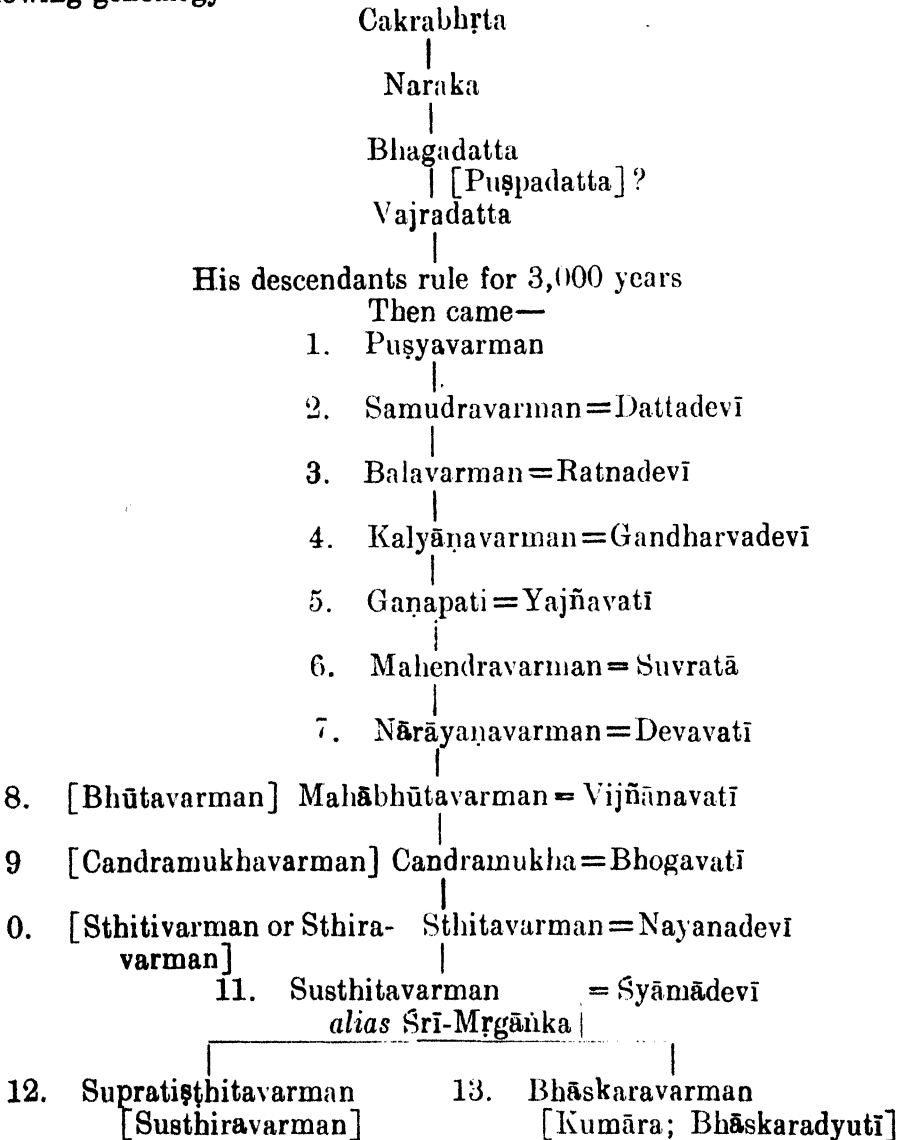 Cakrabhṛta
Naraka
Bhagadatta
[Puṣpadatta]?
Vajradatta
His descendants rule for 3,000 years
Then came—
1. Puṣyavarman
2. Samudravarman=Dattadevī
3. Balavarman=Ratnadevī
4. Kalyāṇavarman=Gandharvadevī
5. Gaṇapati=Yajñavatī
6. Mahendravarman=Suvratā
7. Nārāyaṇavarman=Devavatī
8. [Bhūtavarman] Mahābhūtavarman=Vijñānavatī
9 [Candramukhavarman] Candramukha=Bhogavatī
0. [Sthitivarman or Sthira- Sthitavarman=Nayanadevī
varman]
11. Susthitavarman = Śyāmādevī
alias Śrī-Mṛgāṅka
12. Supratiṣṭhitavarman 13. Bhāskaravarman
[Susthiravarman] [Kumāra; Bhāskaradyutī]